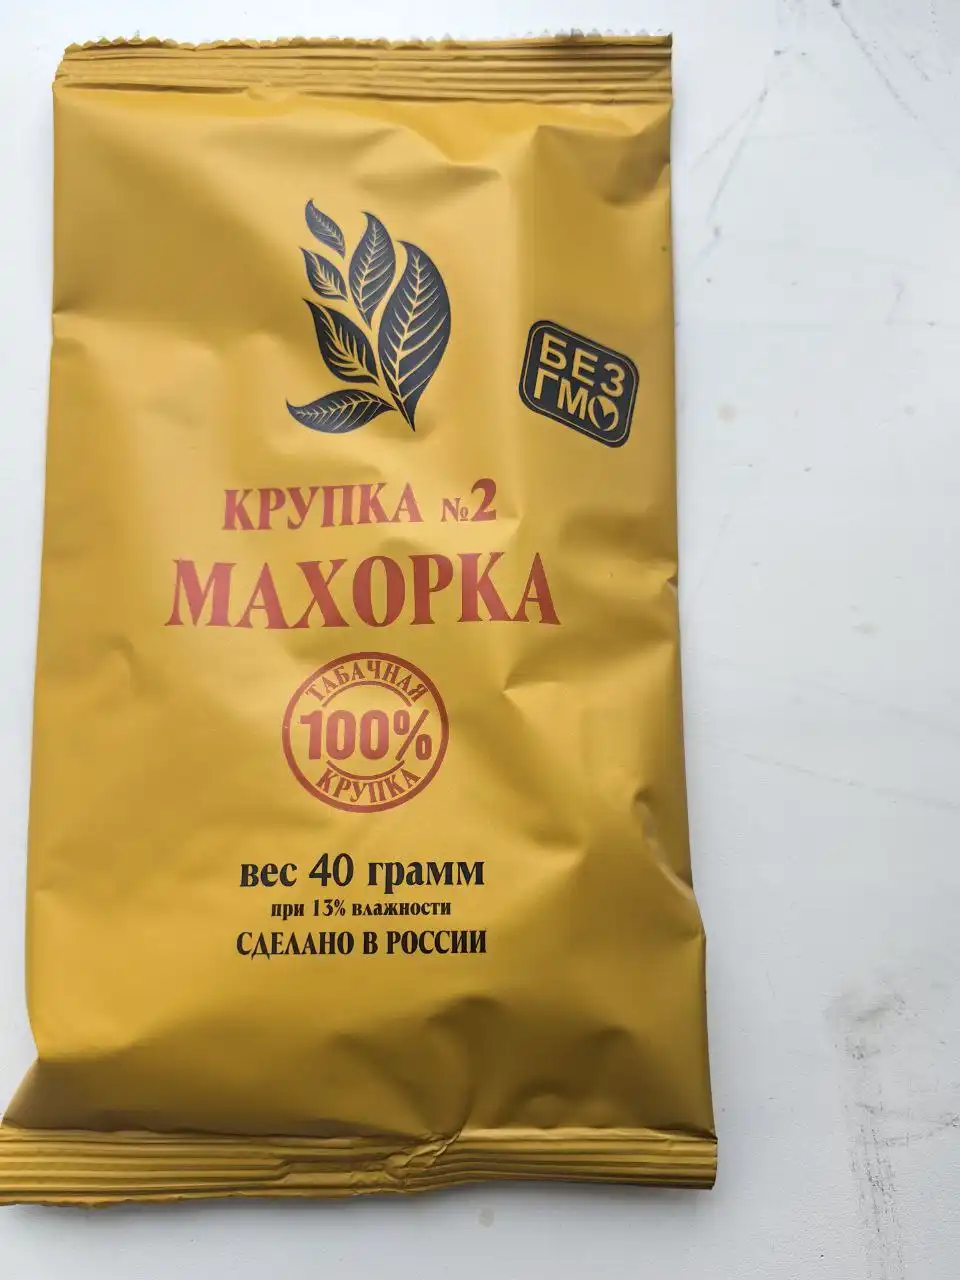 БЕЗ
ГМО
КРУПКА №2
МАХОРКА
ТАБАЧНАЯ
100%
КРУПКА
вес 40 грамм
при 13% влажности
СДЕЛАНО В РОССИИ